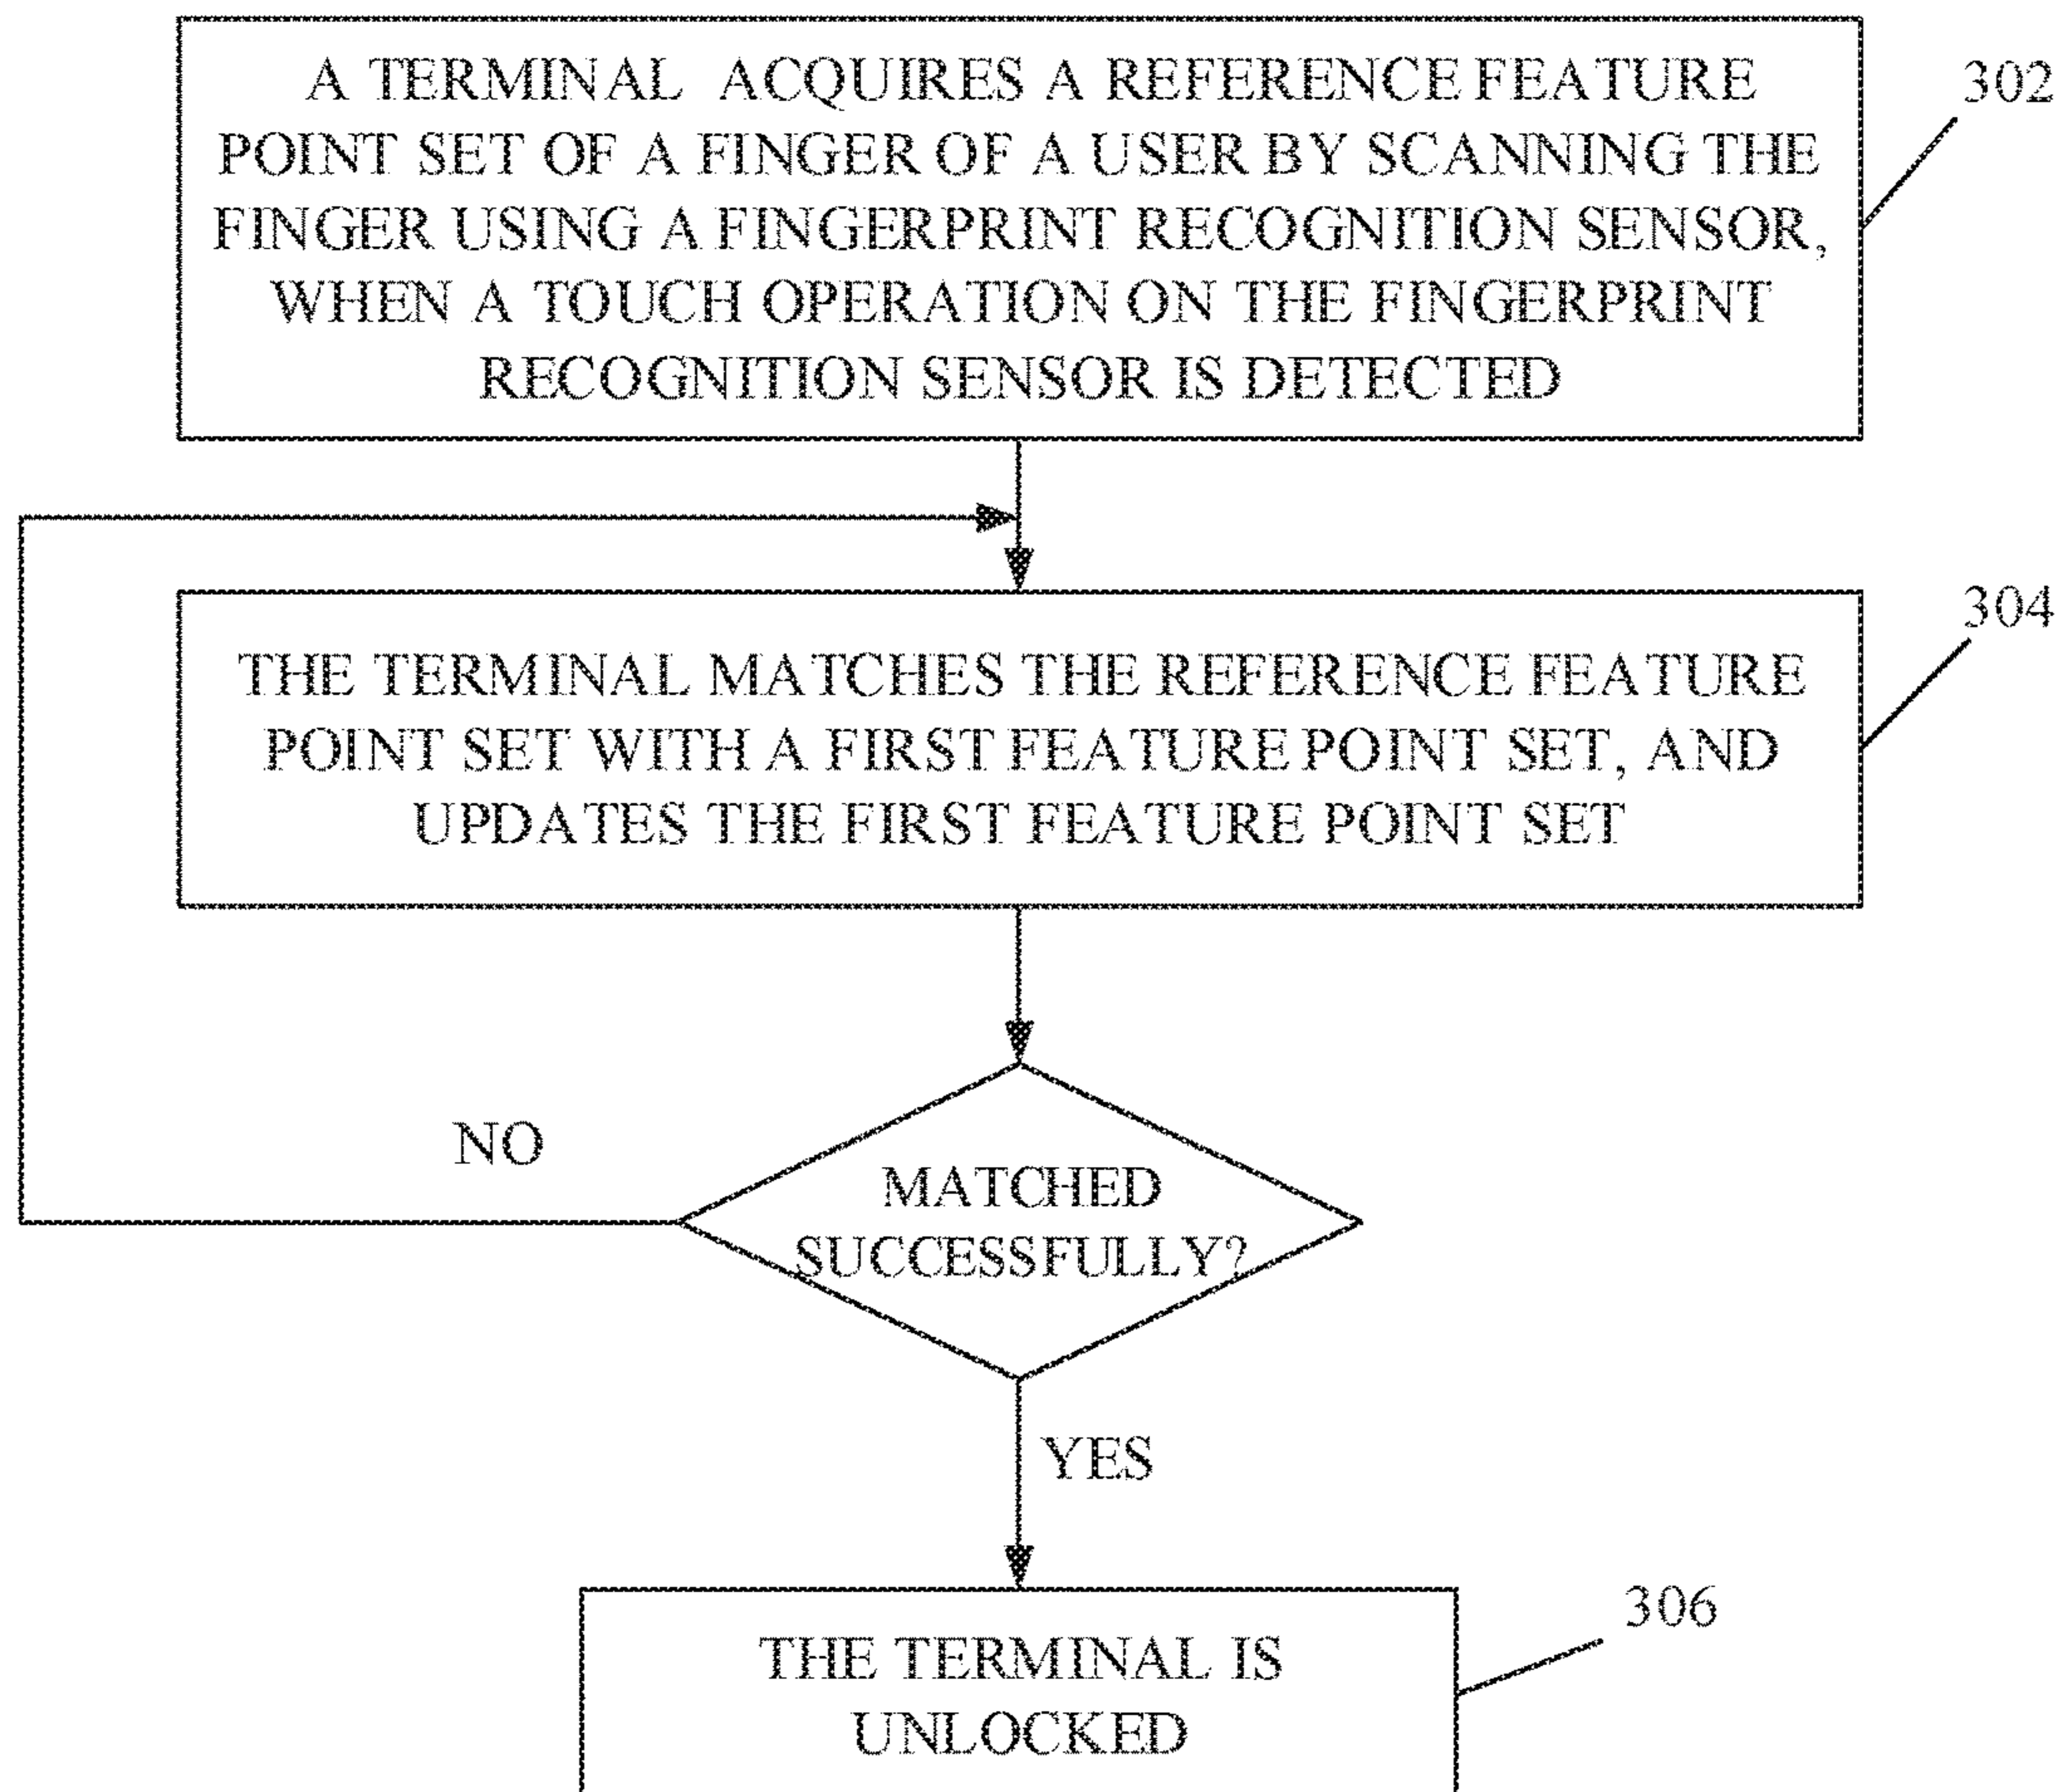 A TERMINAL ACQUIRES A REFERENCE FEATURE
POINT SET OF A FINGER OF A USER BY SCANNING THE
FINGER USING A FINGERPRINT RECOGNITION SENSOR,
WHEN A TOUCH OPERATION ON THE FINGERPRINT
RECOGNITION SENSOR IS DETECTED
302
THE TERMINAL MATCHES THE REFERENCE FEATURE
POINT SET WITH A FIRST FEATURE POINT SET, AND
UPDATES THE FIRST FEATURE POINT SET
304
NO
MATCHED
SUCCESSFULLY?
YES
THE TERMINAL IS
UNLOCKED
306